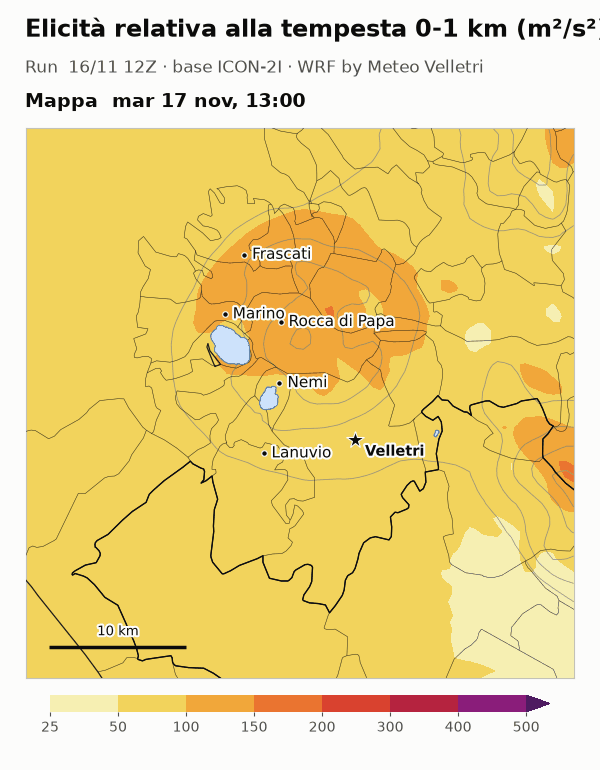 Elicità relativa alla tempesta 0-1 km (m²/s²)
Run  16/11 12Z · base ICON-2I · WRF by Meteo Velletri
Mappa  mar 17 nov, 13:00
Frascati
Marino
Rocca di Papa
Nemi
Velletri
Lanuvio
10 km
25 50 100 150 200 300 400 500